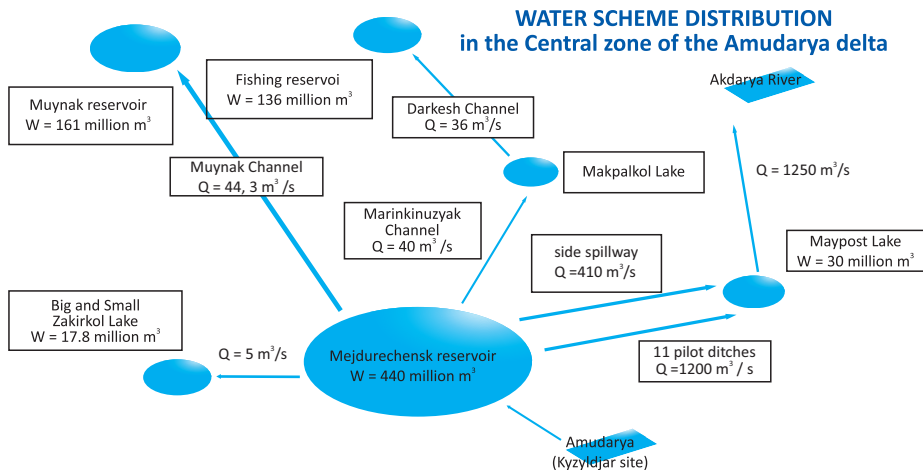 WATER SCHEME DISTRIBUTION
in the Central zone of the Amudarya delta
Muynak reservoir
W = 161 million m³
Fishing reservoi
W = 136 million m³
Darkesh Channel
Q = 36 m³/s
Akdarya River
Muynak Channel
Q = 44, 3 m³ /s
Makpalkol Lake
Q = 1250 m³/s
Marinkinuzyak
Channel
Q = 40 m³ /s
side spillway
Q =410 m³/s
Maypost Lake
W = 30 million m³
Big and Small
Zakirkol Lake
W = 17.8 million m³
Q = 5 m³/s
Mejdurechensk reservoir
W = 440 million m³
11 pilot ditches
Q =1200 m³ / s
Amudarya
(Kyzyldjar site)